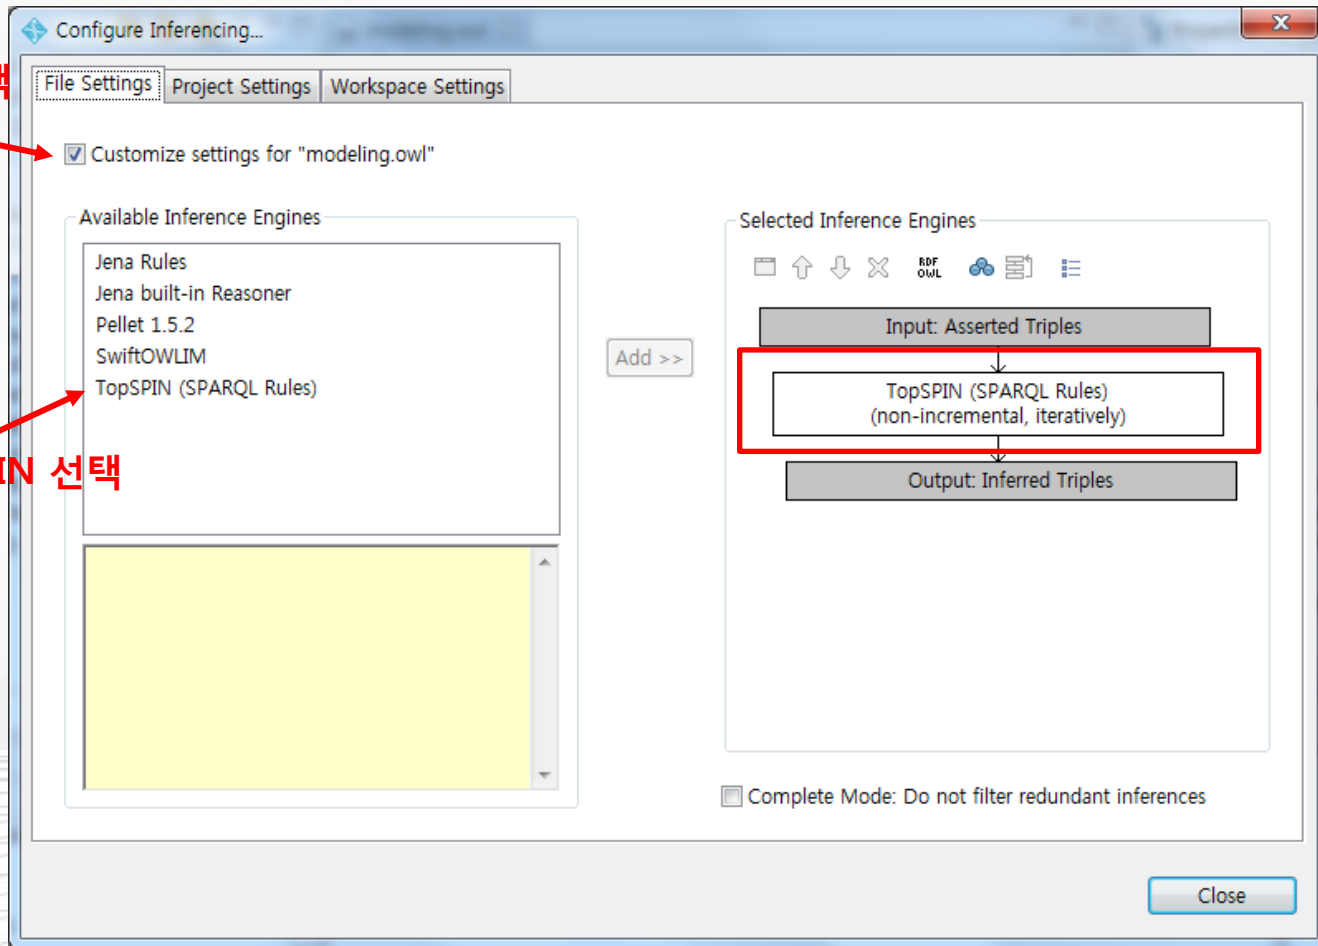 Configure Inferencing...
File Settings
Project Settings
Workspace Settings
Customize settings for "modeling.owl"
Available Inference Engines
Jena Rules
Jena built-in Reasoner
Pellet 1.5.2
SwiftOWLIM
TopSPIN (SPARQL Rules)
IN 선택
Add >>
Selected Inference Engines
RDF
OWL
Input: Asserted Triples
TopSPIN (SPARQL Rules)
(non-incremental, iteratively)
Output: Inferred Triples
Complete Mode: Do not filter redundant inferences
Close